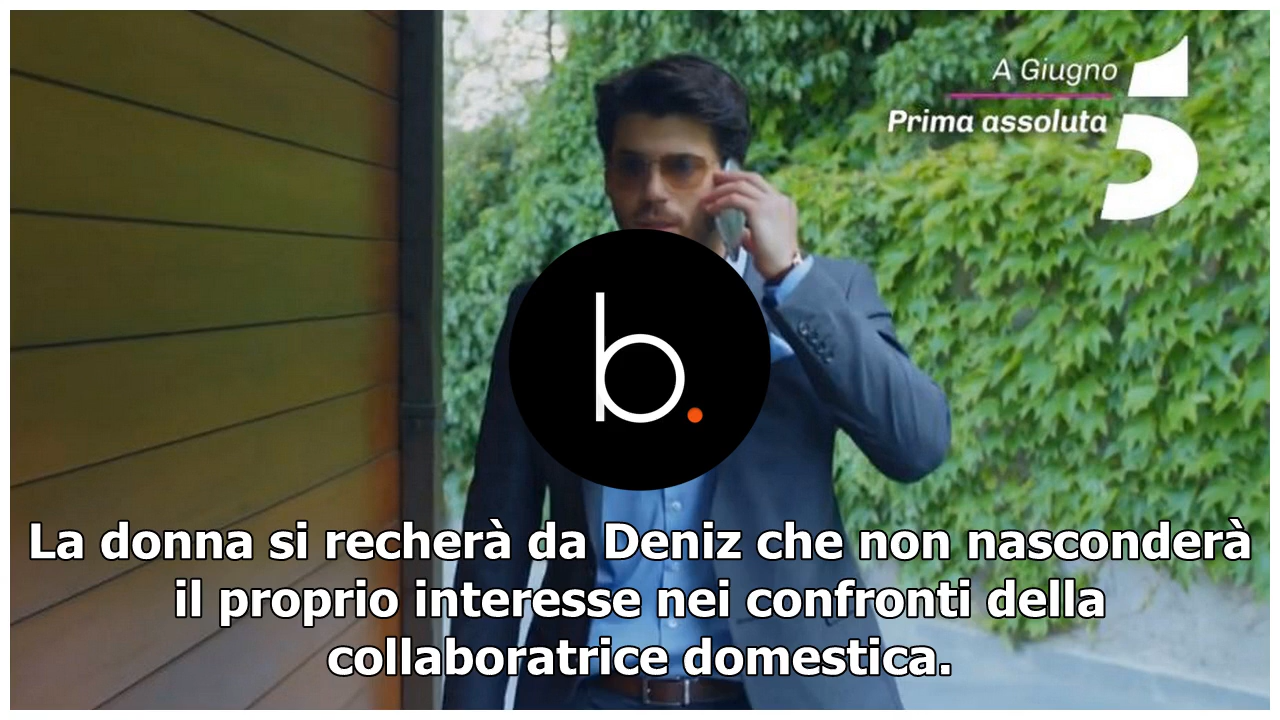 A Giugno
Prima assoluta
5
b.
La donna si recherà da Deniz che non nasconderà
il proprio interesse nei confronti della
collaboratrice domestica.